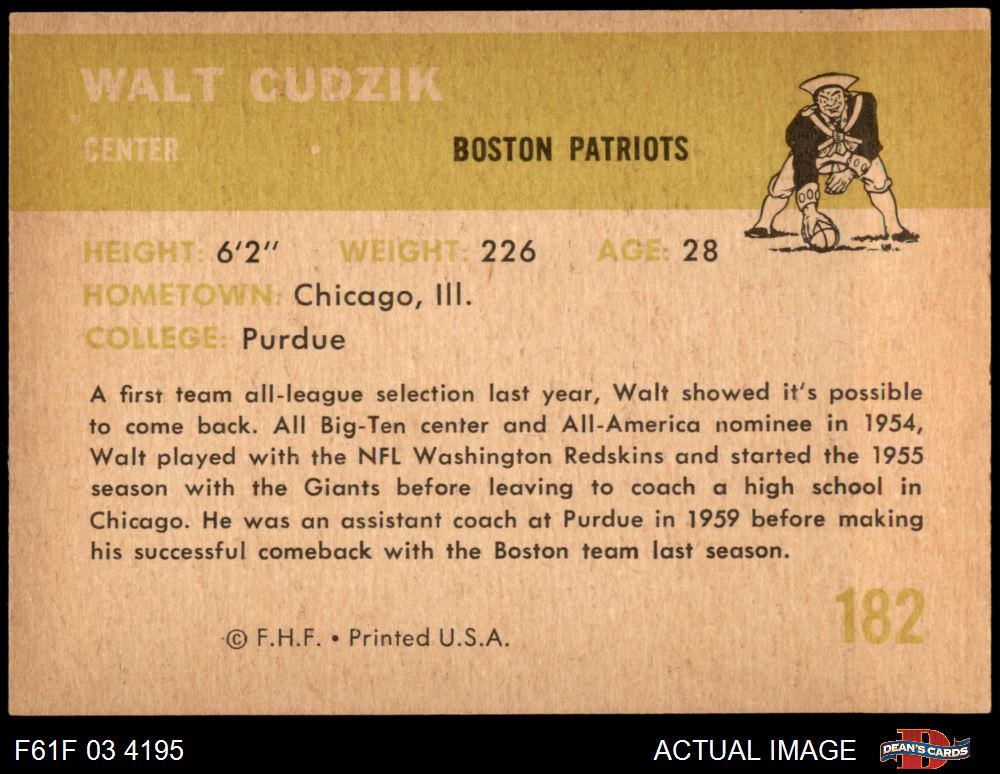 WALT CUDZIK
CENTER
BOSTON PATRIOTS
HEIGHT: 6'2" WEIGHT: 226 AGE: 28
HOMETOWN: Chicago, Ill.
COLLEGE: Purdue
A first team all-league selection last year, Walt showed it's possible
to come back. All Big-Ten center and All-America nominee in 1954,
Walt played with the NFL Washington Redskins and started the 1955
season with the Giants before leaving to coach a high school in
Chicago. He was an assistant coach at Purdue in 1959 before making
his successful comeback with the Boston team last season.
182
© F.H.F. • Printed U.S.A.
F61F 03 4195
ACTUAL IMAGE
DEAN'S CARDS